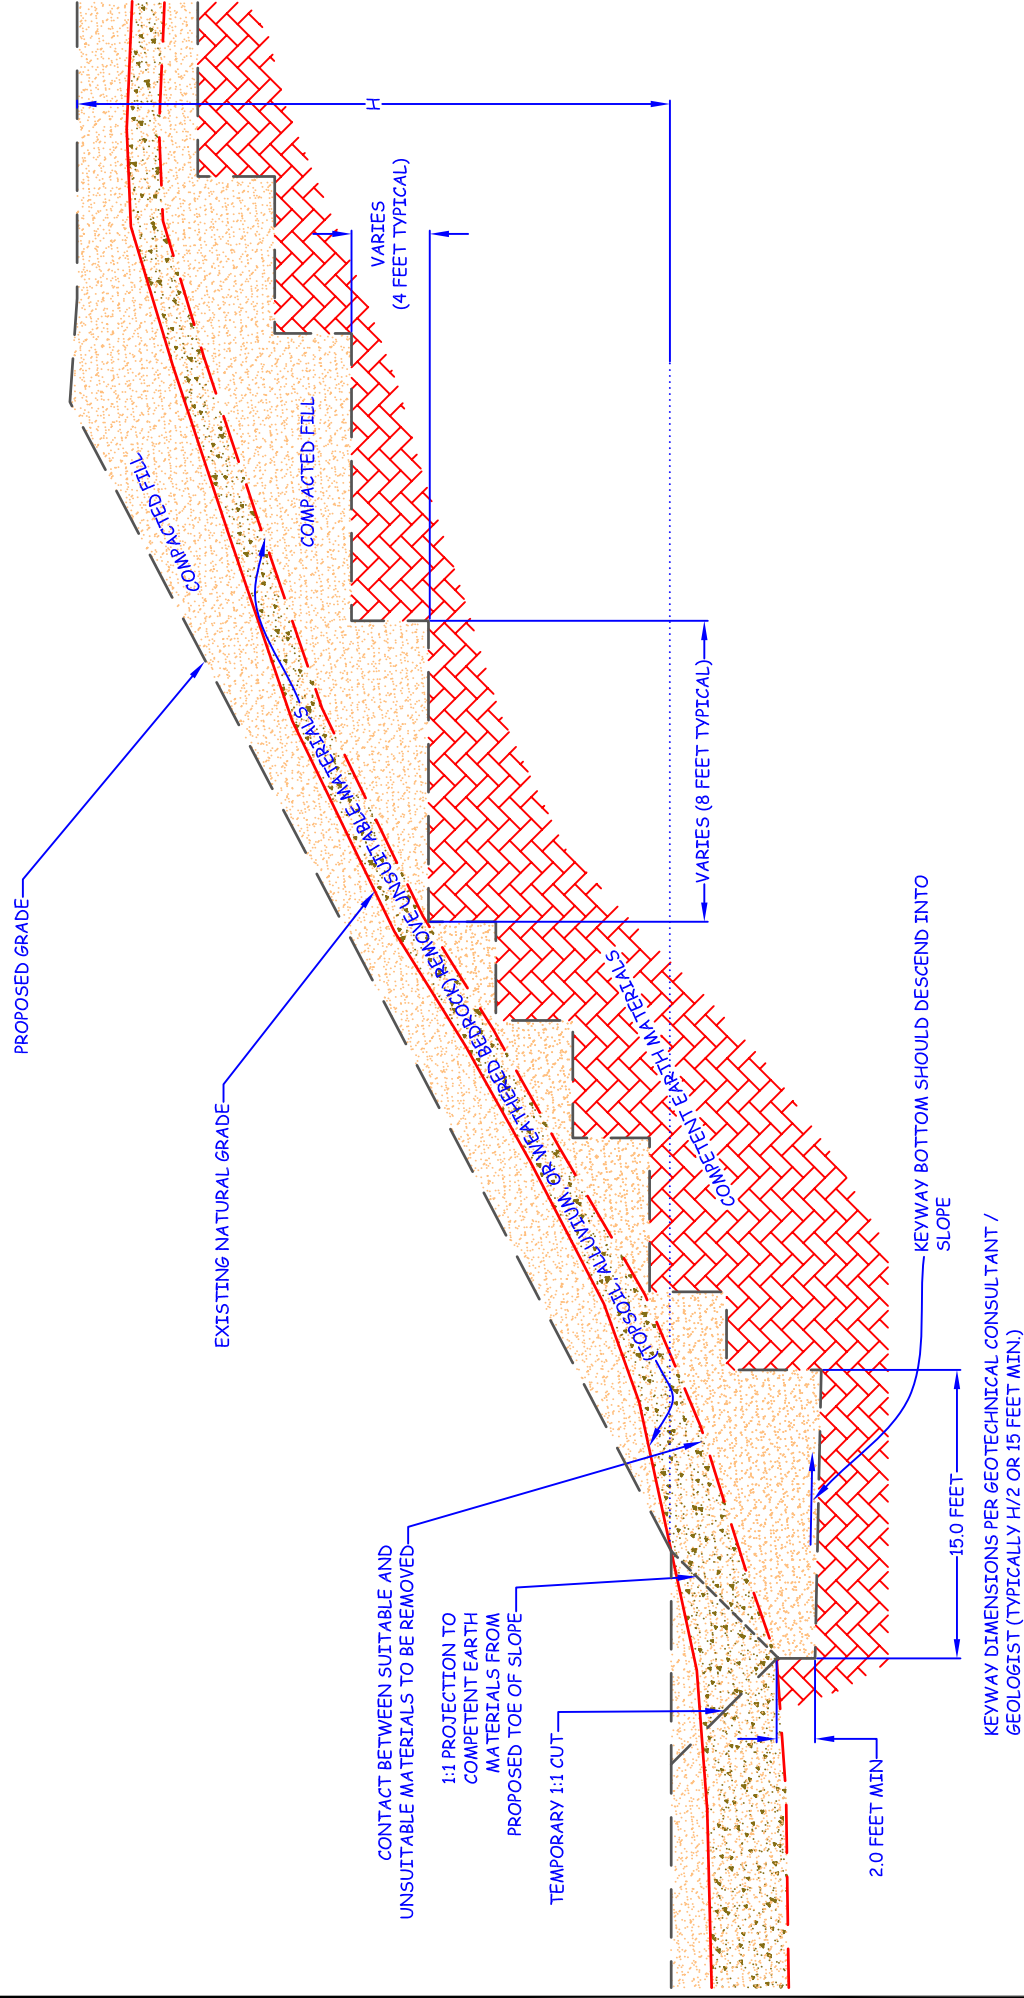 PROPOSED GRADE
COMPACTED FILL
EXISTING NATURAL GRADE
COMPACTED FILL
H
VARIES
(4 FEET TYPICAL)
(TOPSOIL, ALLUVIUM, OR WEATHERED BEDROCK) REMOVE UNSUITABLE MATERIALS
CONTACT BETWEEN SUITABLE AND
UNSUITABLE MATERIALS TO BE REMOVED
1:1 PROJECTION TO
COMPETENT EARTH
MATERIALS FROM
PROPOSED TOE OF SLOPE
TEMPORARY 1:1 CUT
COMPETENT EARTH MATERIALS
VARIES (8 FEET TYPICAL)
2.0 FEET MIN
KEYWAY BOTTOM SHOULD DESCEND INTO
SLOPE
15.0 FEET
KEYWAY DIMENSIONS PER GEOTECHNICAL CONSULTANT /
GEOLOGIST (TYPICALLY H/2 OR 15 FEET MIN.)